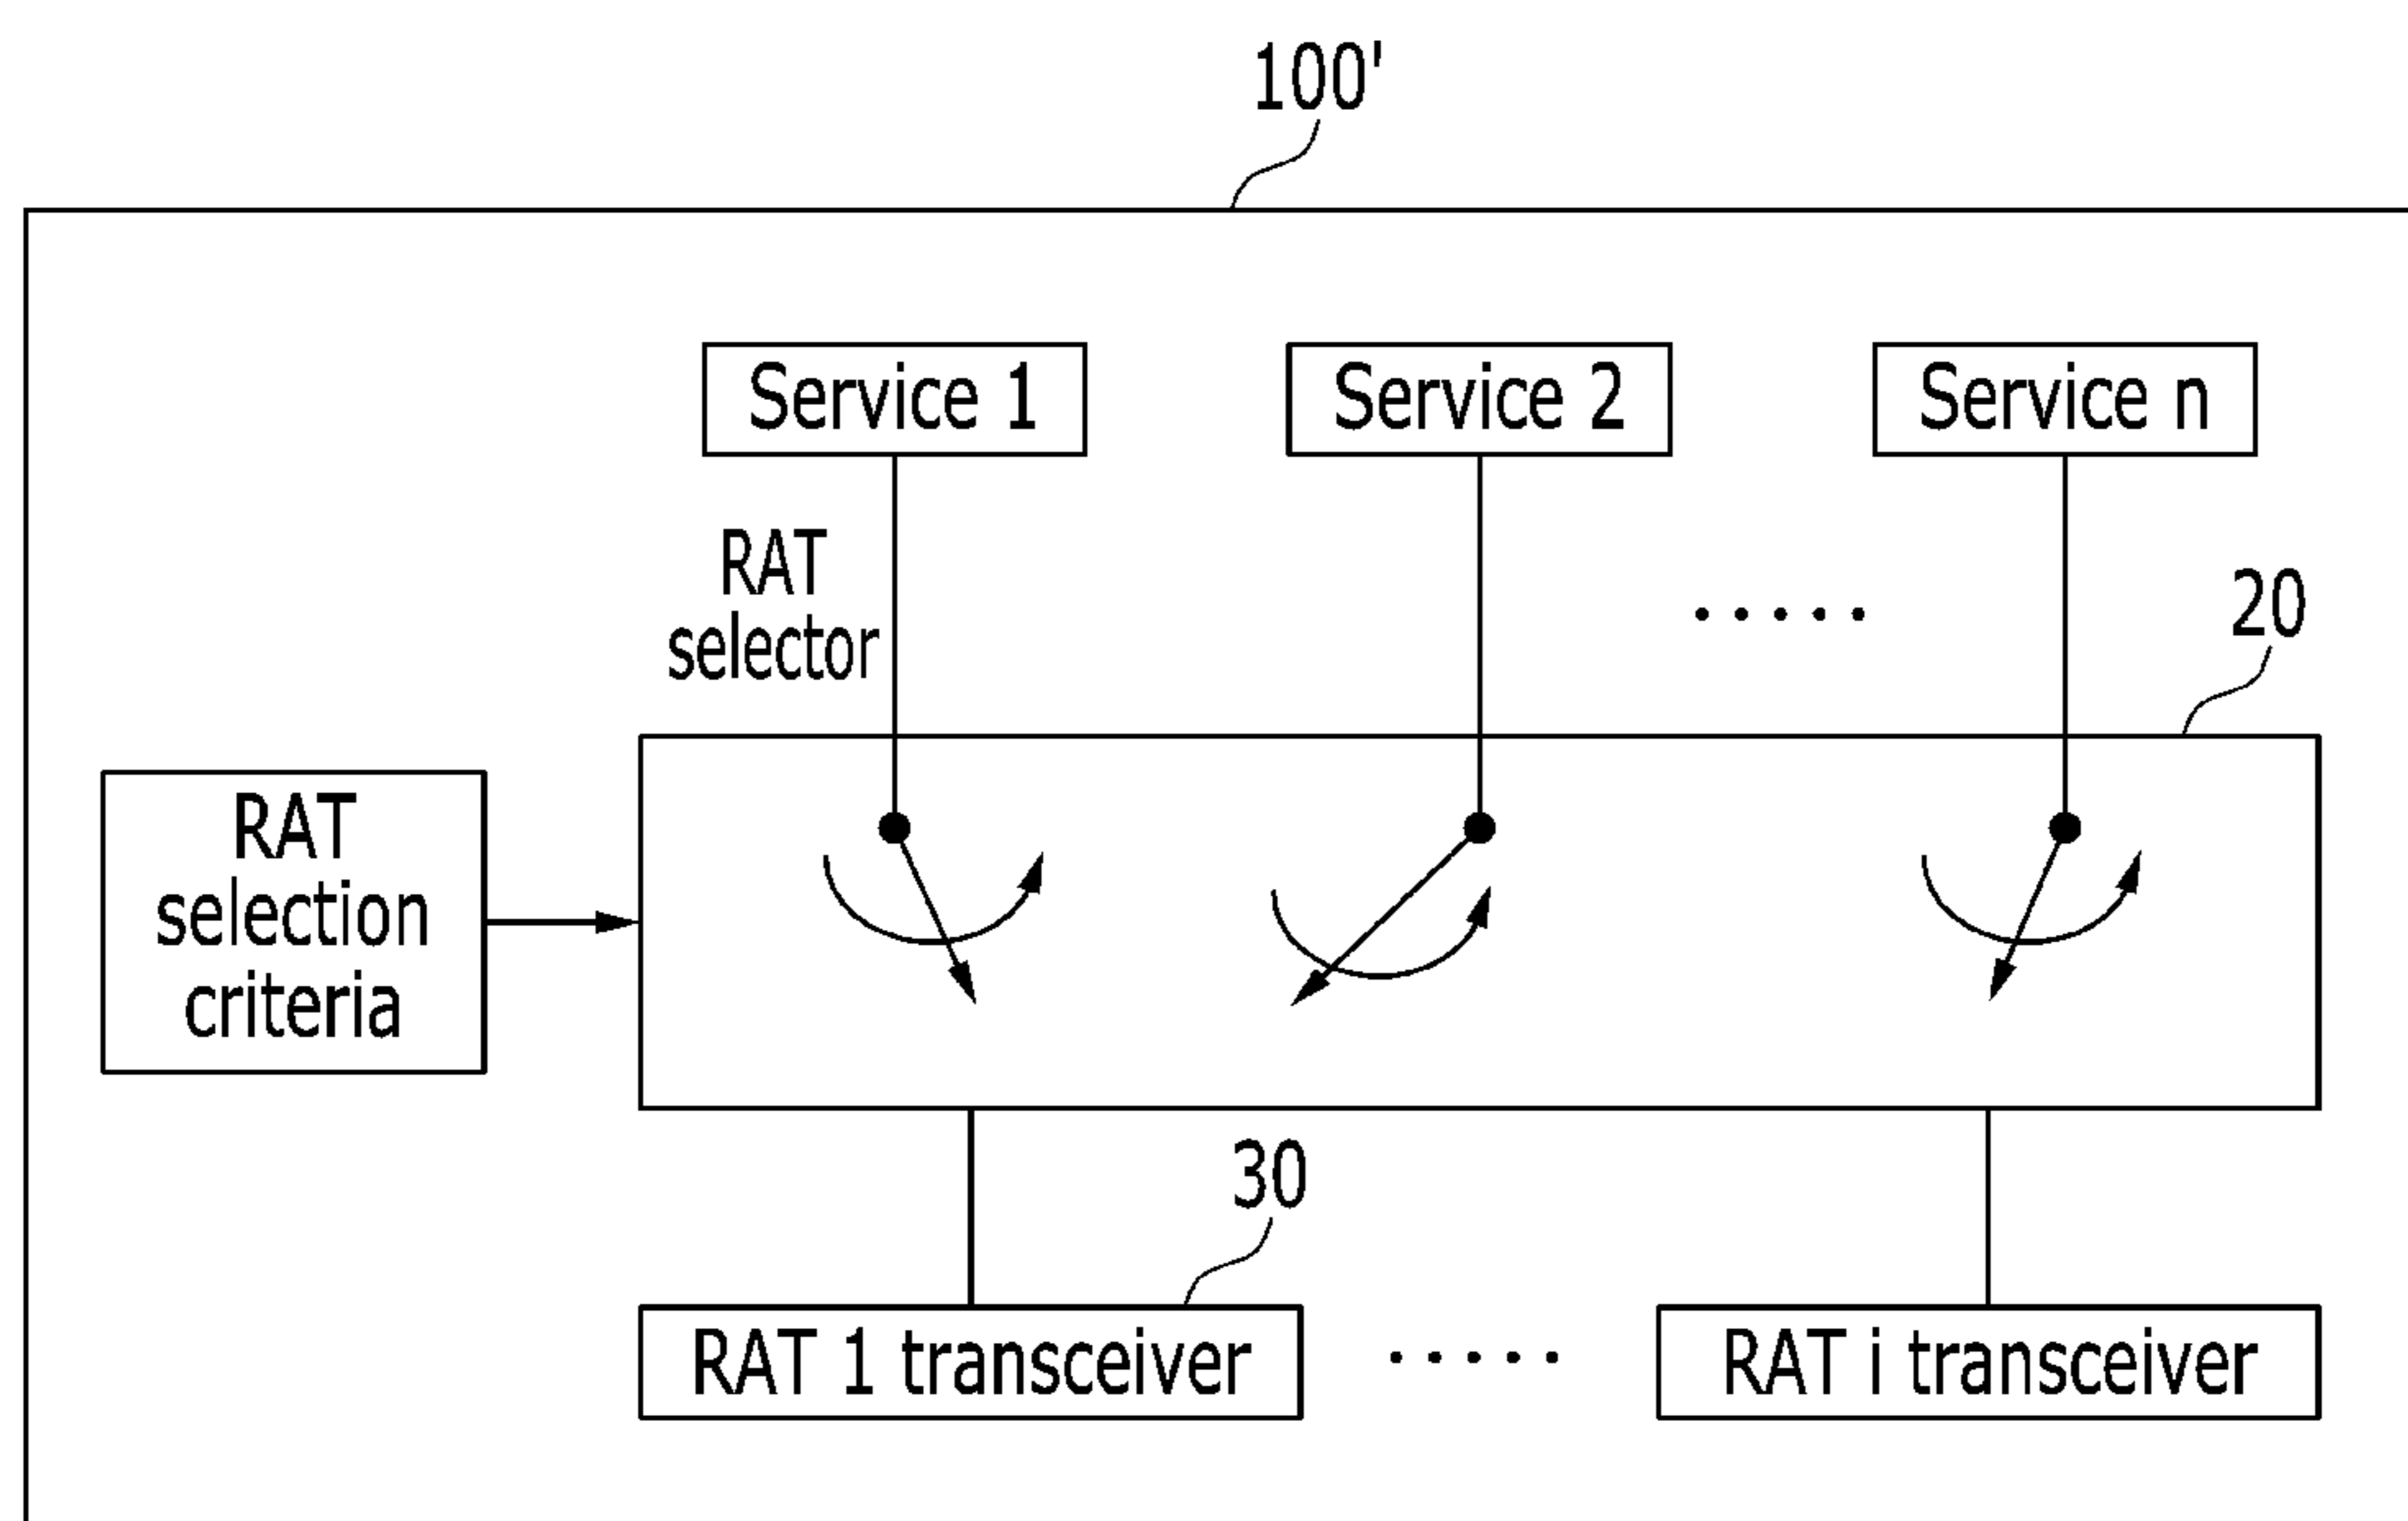 100'
Service 1
Service 2
Service n
RAT
selector
.....
20
RAT
selection
criteria
30
RAT 1 transceiver
.....
RAT i transceiver